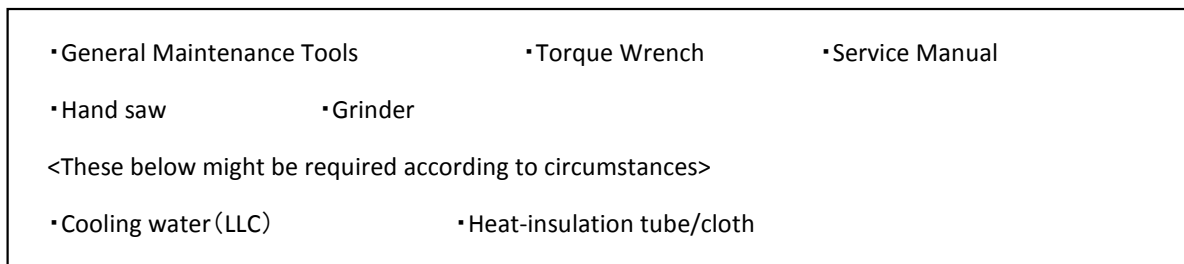 ・General Maintenance Tools ・Torque Wrench ・Service Manual
・Hand saw ・Grinder
<These below might be required according to circumstances>
・Cooling water（LLC） ・Heat-insulation tube/cloth